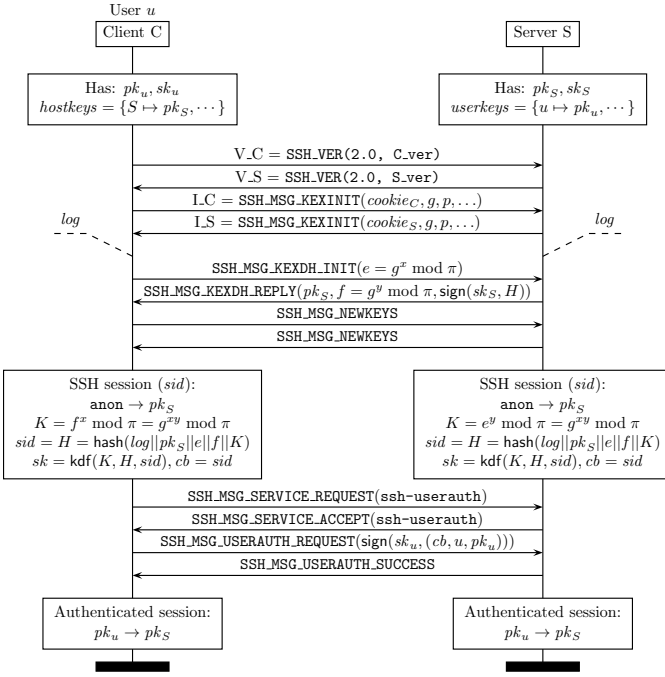 User u
Client C
Server S
Has: pk_u, sk_u
hostkeys = {S ↦ pk_S, ⋯}
Has: pk_S, sk_S
userkeys = {u ↦ pk_u, ⋯}
V_C = SSH_VER(2.0, C_ver)
V_S = SSH_VER(2.0, S_ver)
I_C = SSH_MSG_KEXINIT(cookie_C, g, p, …)
I_S = SSH_MSG_KEXINIT(cookie_S, g, p, …)
log
log
SSH_MSG_KEXDH_INIT(e = g^x mod π)
SSH_MSG_KEXDH_REPLY(pk_S, f = g^y mod π, sign(sk_S, H))
SSH_MSG_NEWKEYS
SSH_MSG_NEWKEYS
SSH session (sid):
anon → pk_S
K = f^x mod π = g^{xy} mod π
sid = H = hash(log||pk_S||e||f||K)
sk = kdf(K, H, sid), cb = sid
SSH session (sid):
anon → pk_S
K = e^y mod π = g^{xy} mod π
sid = H = hash(log||pk_S||e||f||K)
sk = kdf(K, H, sid), cb = sid
SSH_MSG_SERVICE_REQUEST(ssh-userauth)
SSH_MSG_SERVICE_ACCEPT(ssh-userauth)
SSH_MSG_USERAUTH_REQUEST(sign(sk_u, (cb, u, pk_u)))
SSH_MSG_USERAUTH_SUCCESS
Authenticated session:
pk_u → pk_S
Authenticated session:
pk_u → pk_S